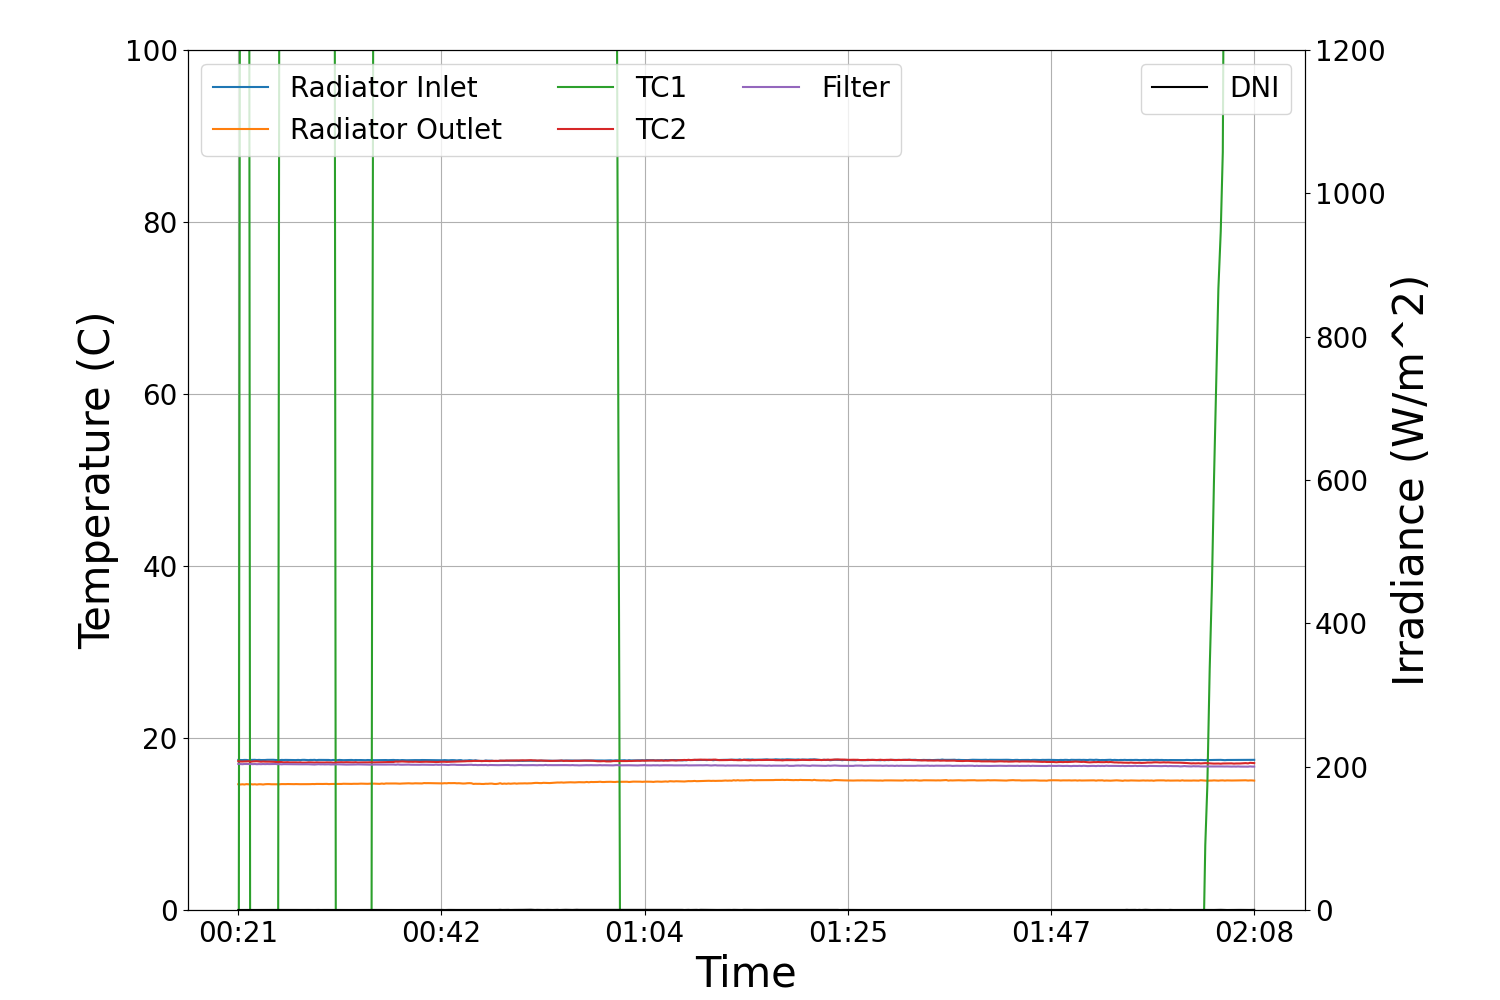 Radiator Inlet
Radiator Outlet
TC1
TC2
Filter
DNI
Temperature (C)
100
80
60
40
20
0
1200
1000
800
600
400
200
0
Irradiance (W/m^2)
00:21 00:42 01:04 01:25 01:47 02:08
Time